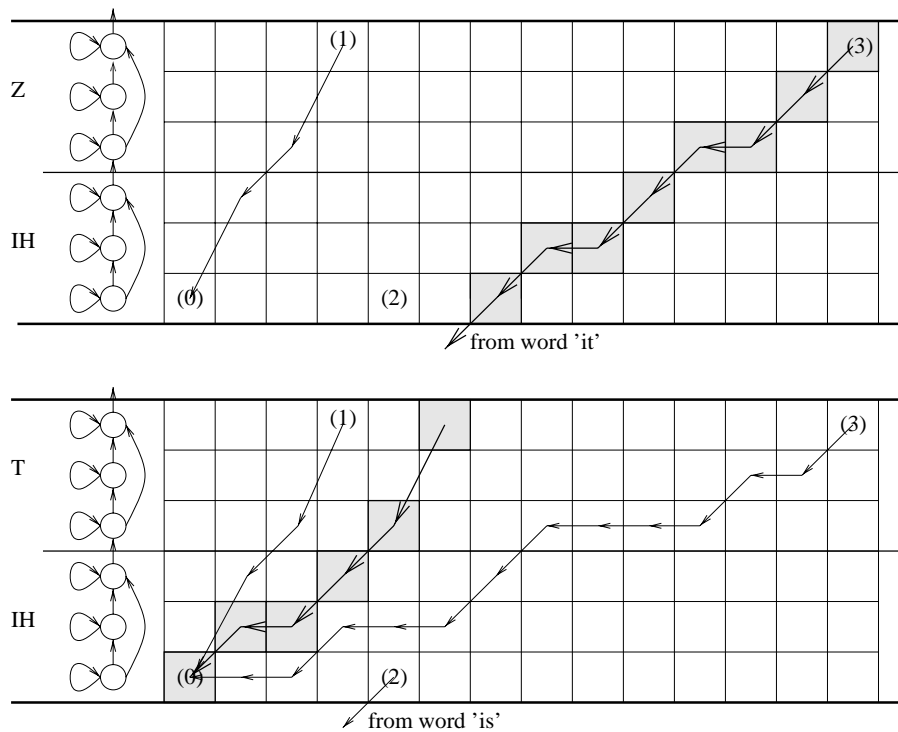 (1) (3)
Z
IH
(0) (2)
from word 'it'
(1) (3)
T
IH
(0) (2)
from word 'is'